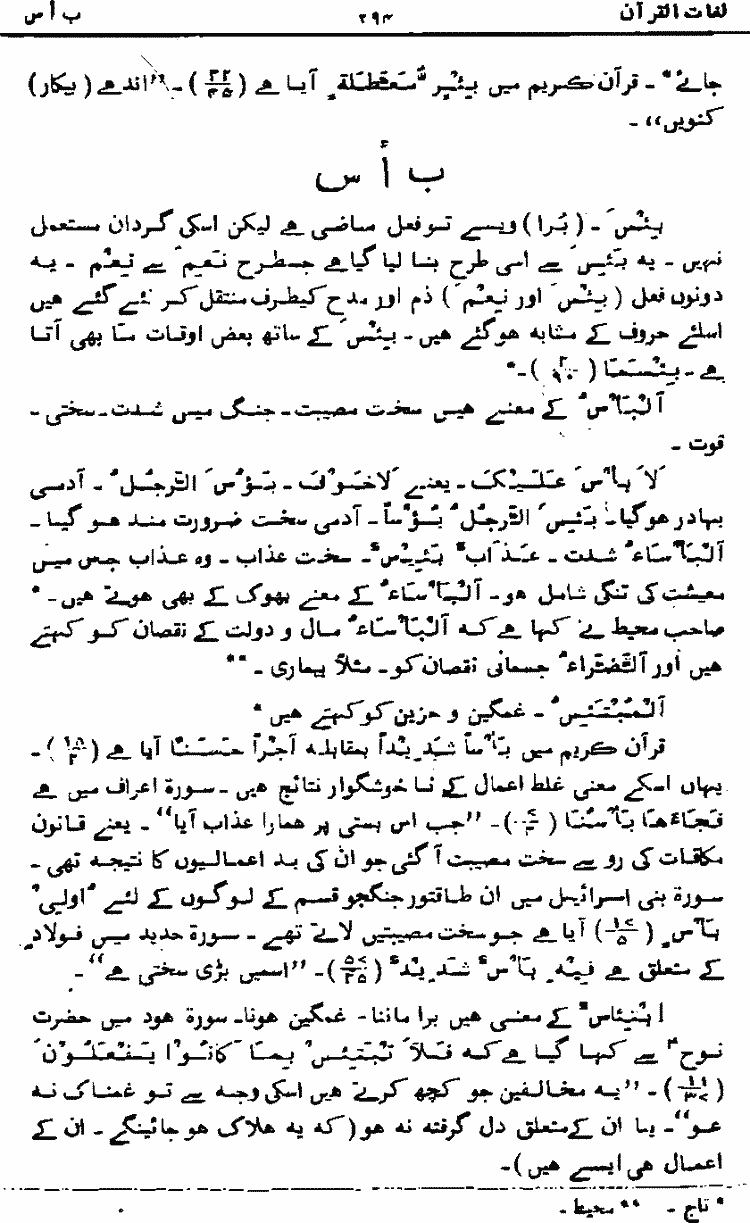 لغات القرآن ۲۹۴ ب أ س
جائے*۔ قرآن کریم میں بِئْرٍ مُّعَطَّلَةٍ آیا ہے (۲۲/۴۵)۔ ”اندھے (بیکار)
کنویں“۔
ب أ س
بِئْسَ۔ (بُرا) ویسے تو فعل ماضی ہے لیکن اسکی گردان مستعمل
نہیں۔ یہ بَئِسَ سے اسی طرح بنا لیا گیا ہے جسطرح نَعِمَ سے نِعْمَ۔ یہ
دونوں فعل (بِئْسَ اور نِعْمَ) ذم اور مدح کیطرف منتقل کر لئے گئے ہیں
اسلئے حروف کے مشابہ ہو گئے ہیں۔ بِئْسَ کے ساتھ بعض اوقات مَا بھی آتا
ہے۔ بِئْسَمَا (۲/۹۰)۔*
اَلْبَأْسُ کے معنے ہیں سخت مصیبت۔ جنگ میں شدت۔ سختی۔
قوت۔
لَا بَأْسَ عَلَيْكَ۔ یعنے لَاخَوْفَ۔ بَؤُسَ الرَّجُلُ۔ آدمی
بہادر ہو گیا۔ بَئِسَ الرَّجُلُ بُؤْساً۔ آدمی سخت ضرورت مند ہو گیا۔
اَلْبَأْسَاءُ شدت۔ عَذَابٌ بَئِيْسٌ۔ سخت عذاب۔ وہ عذاب جس میں
معیشت کی تنگی شامل ہو۔ اَلْبَأْسَاءُ کے معنے بھوک کے بھی ہوتے ہیں۔*
صاحب محیط نے کہا ہے کہ اَلْبَأْسَاءُ مال و دولت کے نقصان کو کہتے
ہیں اور اَلضَّرَّاءُ جسمانی نقصان کو۔ مثلاً بیماری۔**
اَلْمُبْتَئِسُ۔ غمگین و حزین کو کہتے ہیں*
قرآن کریم میں بَأْساً شَدِيْداً بمقابلہ اَجْراً حَسَنًا آیا ہے (۱۸/۲)۔
یہاں اسکے معنی غلط اعمال کے نا خوشگوار نتائج ہیں۔ سورۃ اعراف میں ہے
فَجَاءَهَا بَأْسُنَا (۷/۴)۔ ”جب اس بستی پر ہمارا عذاب آیا“۔ یعنے قانون
مکافات کی رو سے سخت مصیبت آ گئی جو ان کی بد اعمالیوں کا نتیجہ تھی۔
سورۃ بنی اسرائیل میں ان طاقتور جنگجو قسم کے لوگوں کے لئے ”اولی
بَأْسٍ (۱۷/۵) آیا ہے جو سخت مصیبتیں لاتے تھے۔ سورۃ حدید میں فولاد
کے متعلق ہے فِيْهِ بَأْسٌ شَدِيْدٌ (۵۷/۲۵)۔ ”اسمیں بڑی سختی ہے“۔
اِبْتِئَاسٌ کے معنی ہیں برا ماننا۔ غمگین ہونا۔ سورۃ ہود میں حضرت
نوحؑ سے کہا گیا ہے کہ فَلَا تَبْتَئِسْ بِمَا كَانُوْا يَفْعَلُوْنَ
(۱۱/۳۶)۔ ”یہ مخالفین جو کچھ کرتے ہیں اسکی وجہ سے تو غمناک نہ
ہو“۔ یا ان کے متعلق دل گرفتہ نہ ہو (کہ یہ ہلاک ہو جائینگے۔ ان کے
اعمال ہی ایسے ہیں)۔
* تاج۔ ** محیط۔